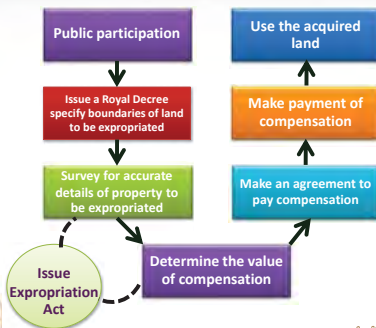 Public participation
Issue a Royal Decree
specify boundaries of land
to be expropriated
Survey for accurate
details of property to
be expropriated
Issue
Expropriation
Act
Determine the value
of compensation
Make an agreement to
pay compensation
Make payment of
compensation
Use the acquired
land